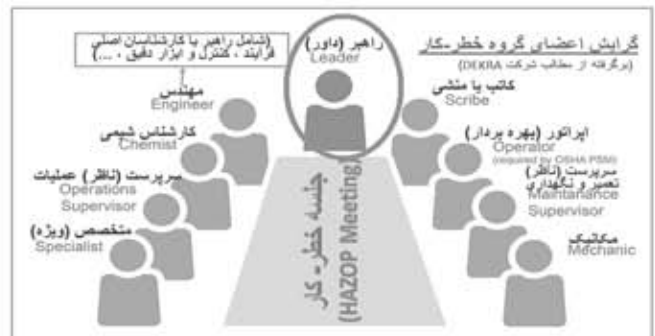 گرایش اعضای گروه خطر-کار
(برگرفته از مطالب شرکت DEKRA)
راهبر (داور)
Leader
(شامل راهبر یا کارشناسان اصلی
فرآیند ، کنترل و ابزار دقیق ، ...)
مهندس
Engineer
کارشناس شیمی
Chemist
سرپرست (ناظر) عملیات
Operations
Supervisor
متخصص (ویژه)
Specialist
کاتب یا منشی
Scribe
اپراتور (بهره بردار)
Operator
(required by OSHA PSM)
سرپرست (ناظر)
تعمیر و نگهداری
Maintanance
Supervisor
مکانیک
Mechanic
جلسه خطر-کار
(HAZOP Meeting)